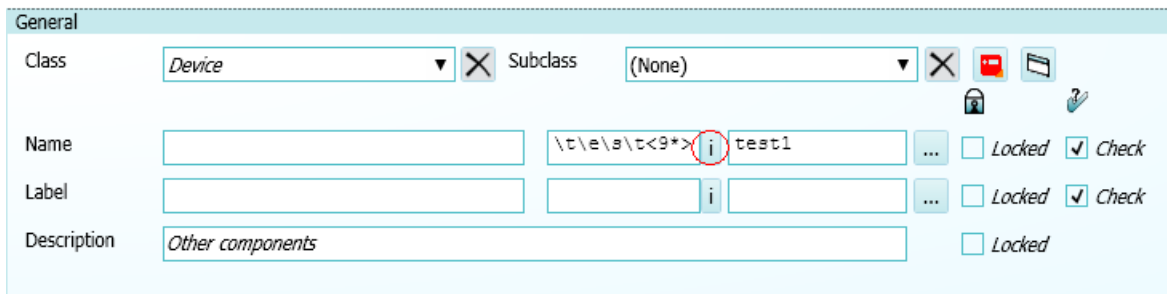 General
Class Device Subclass (None)
Name \t\e\s\t<9*> i test1 ... Locked Check
Label i ... Locked Check
Description Other components Locked